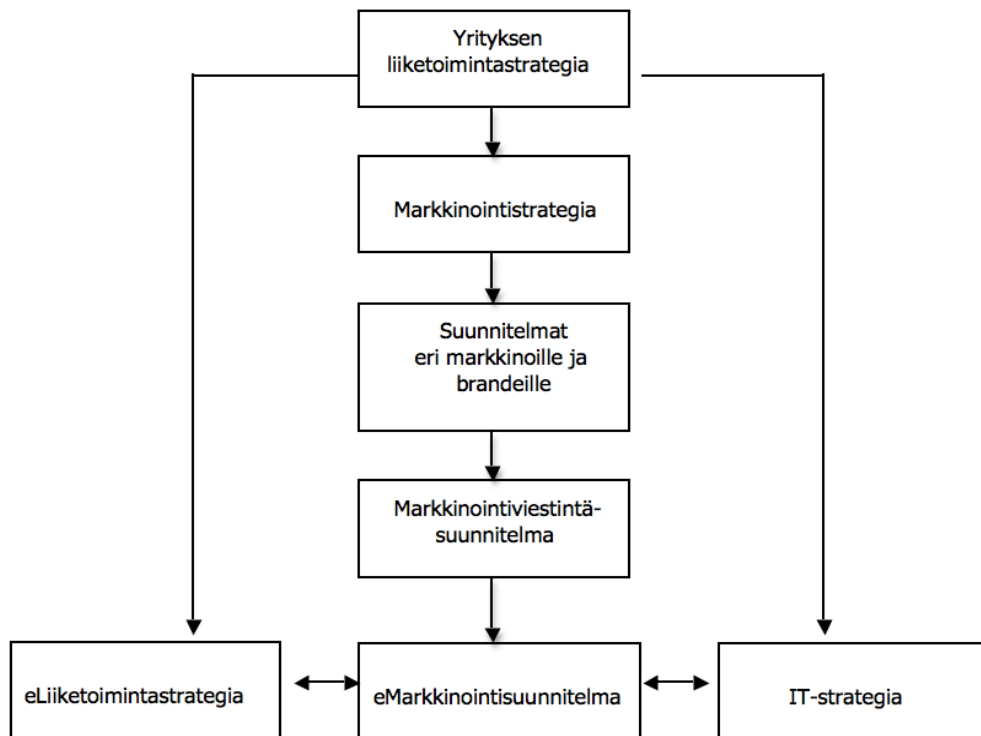 Yrityksen
liiketoimintastrategia
Markkinointistrategia
Suunnitelmat
eri markkinoille ja
brandeille
Markkinointiviestintä-
suunnitelma
eLiiketoimintastrategia
eMarkkinointisuunnitelma
IT-strategia